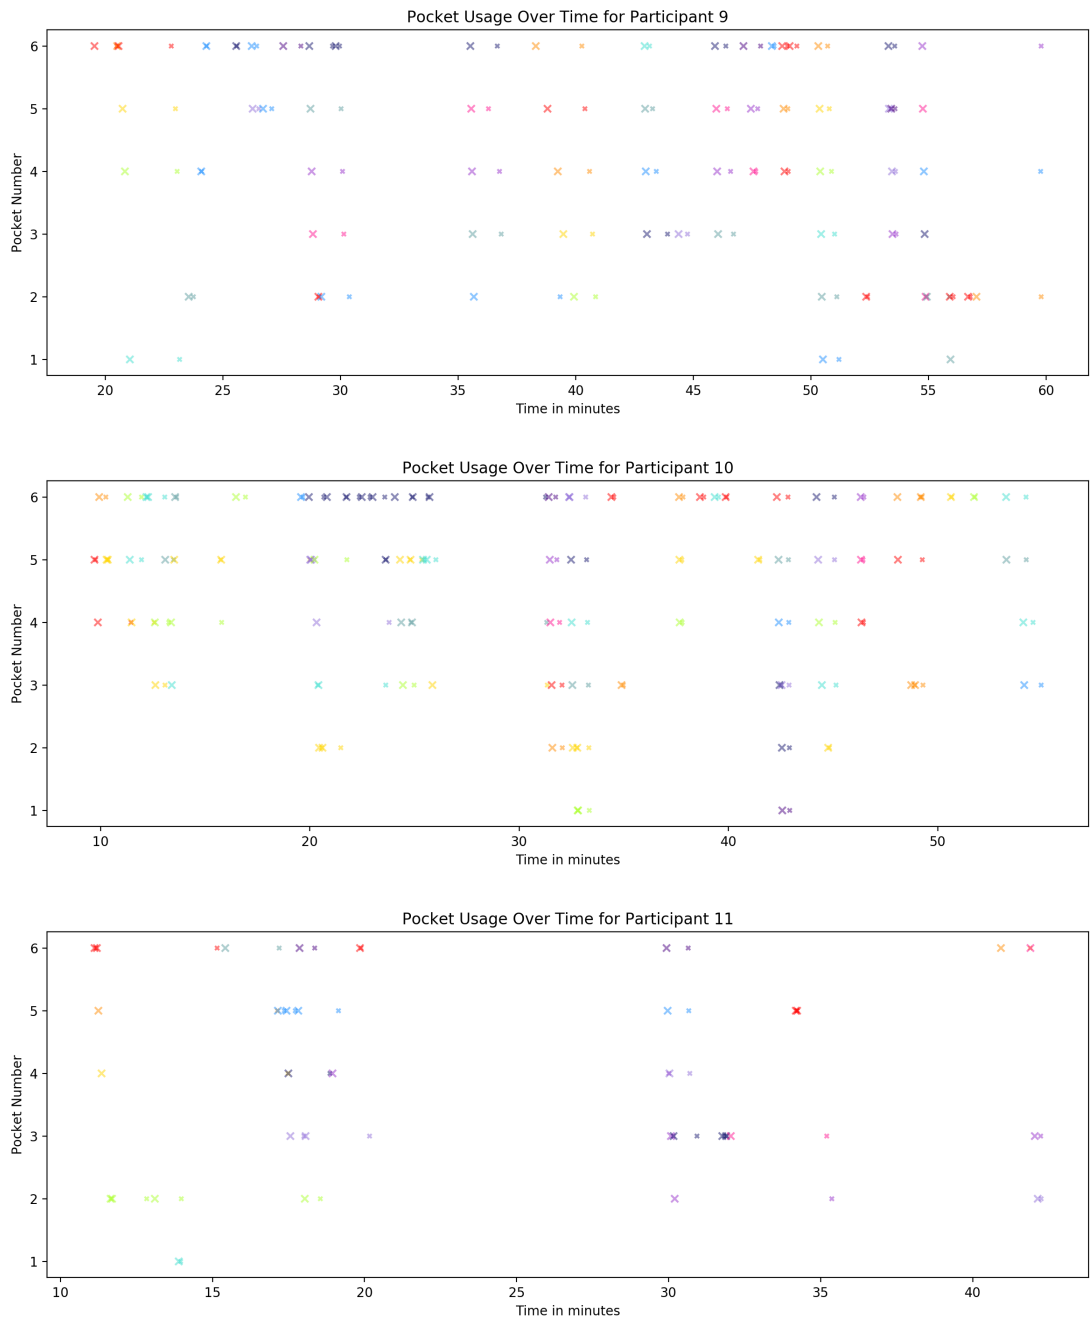 Pocket Usage Over Time for Participant 9
Pocket Number
6
5
4
3
2
1
20 25 30 35 40 45 50 55 60
Time in minutes
Pocket Usage Over Time for Participant 10
Pocket Number
6
5
4
3
2
1
10 20 30 40 50
Time in minutes
Pocket Usage Over Time for Participant 11
Pocket Number
6
5
4
3
2
1
10 15 20 25 30 35 40
Time in minutes